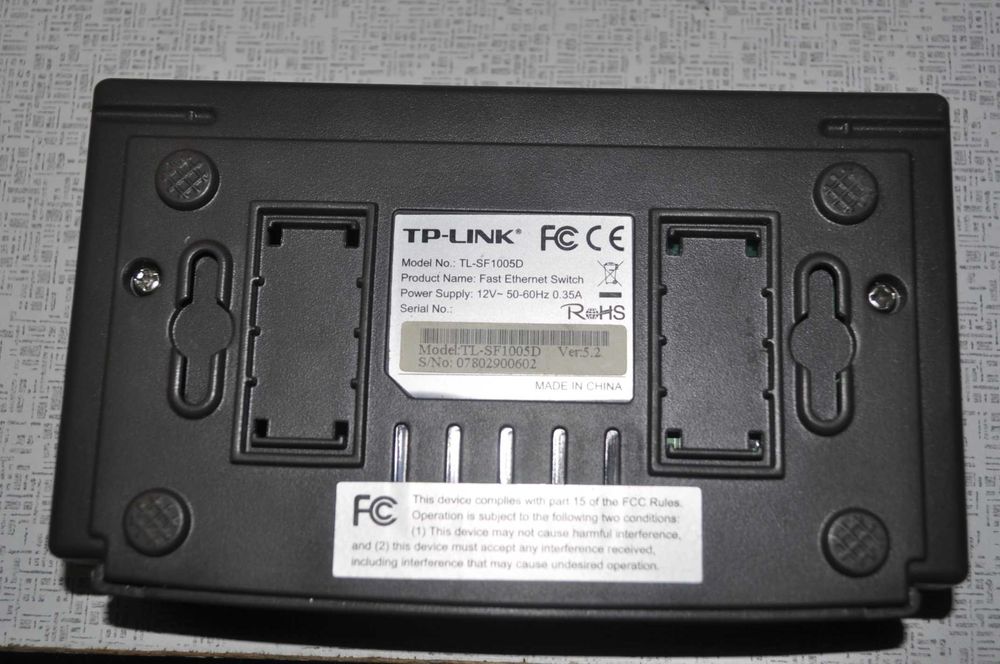 TP-LINK® FC CE
Model No.: TL-SF1005D
Product Name: Fast Ethernet Switch
Power Supply: 12V~ 50-60Hz 0.35A
Serial No.:
RoHS
Model:TL-SF1005D Ver:5.2
S/No: 07802900602
MADE IN CHINA
FC This device complies with part 15 of the FCC Rules.
Operation is subject to the following two conditions:
(1) This device may not cause harmful interference,
and (2) this device must accept any interference received,
including interference that may cause undesired operation.